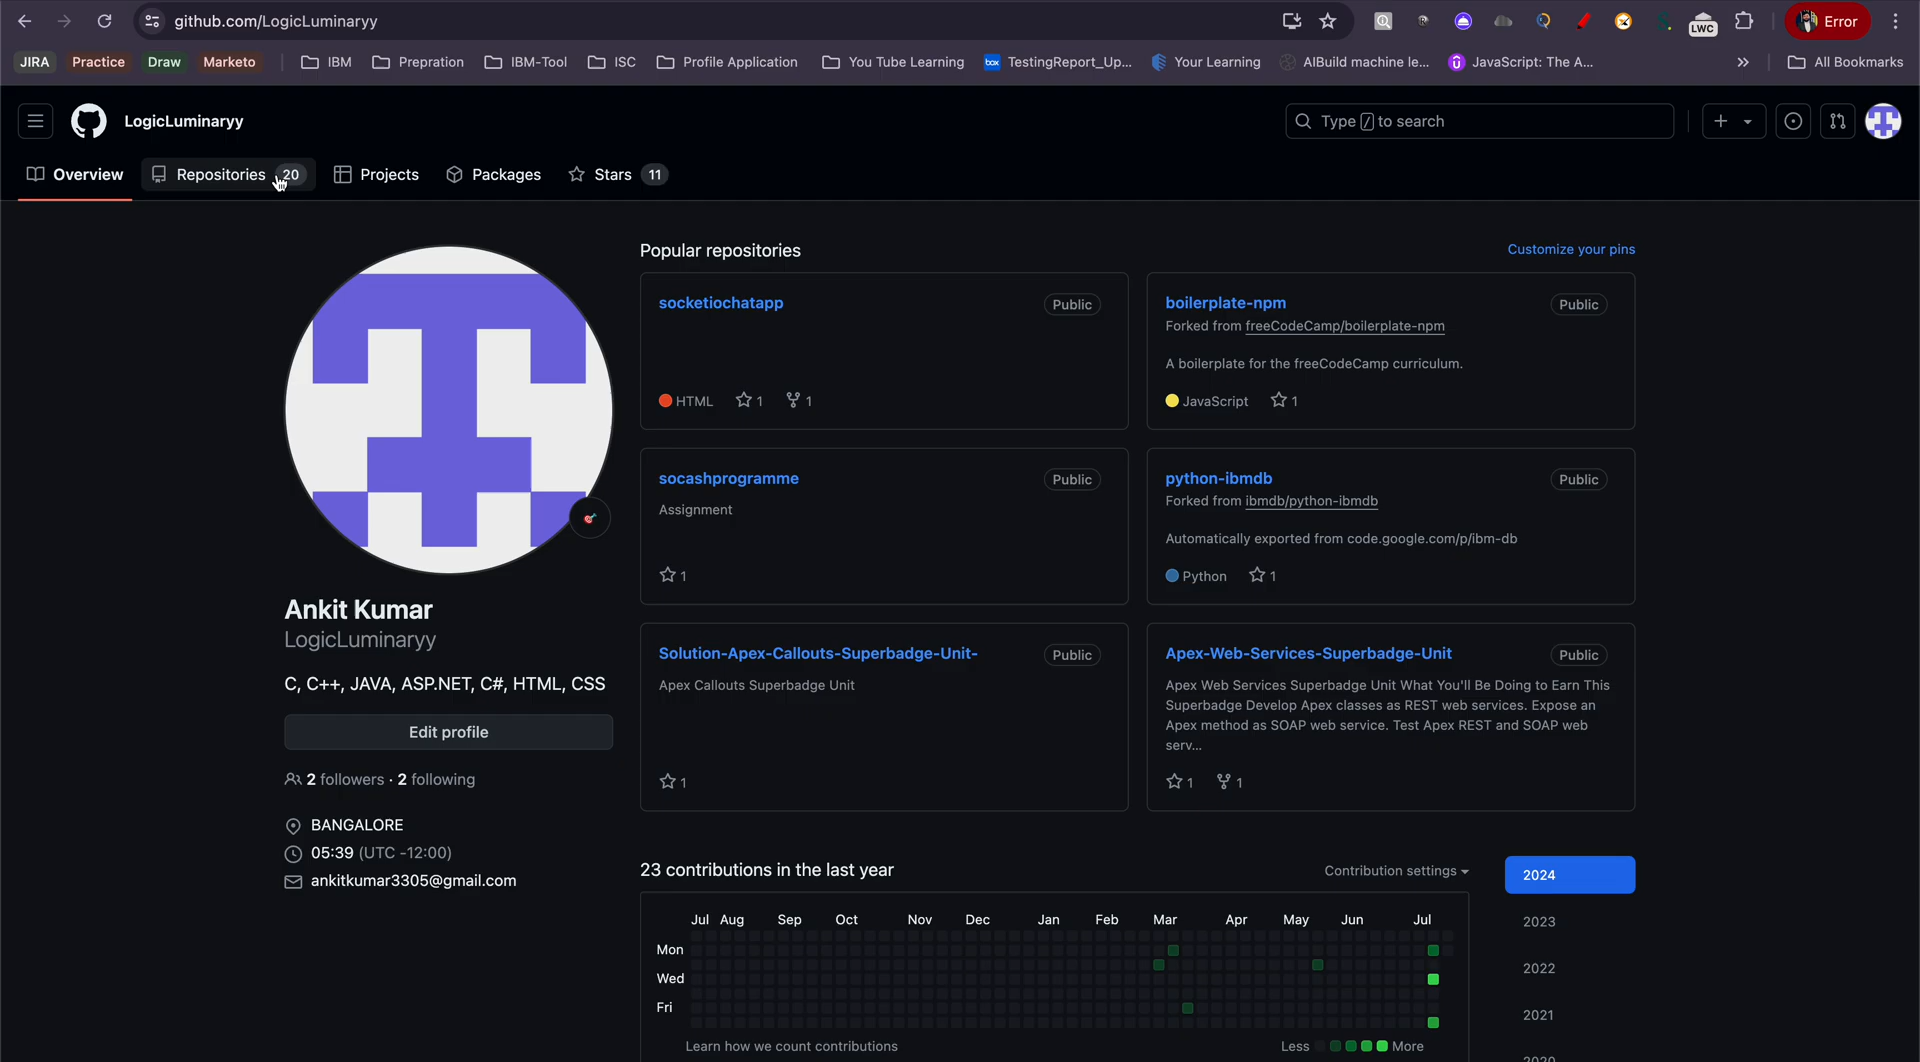 github.com/LogicLuminaryy
LWC
Error
JIRA
Practice
Draw
Marketo
IBM
Prepration
IBM-Tool
ISC
Profile Application
You Tube Learning
box
TestingReport_Up...
Your Learning
AIBuild machine le...
JavaScript: The A...
All Bookmarks
LogicLuminaryy
Type / to search
Overview
Repositories 20
Projects
Packages
Stars 11
Popular repositories
Customize your pins
socketiochatapp
Public
HTML
1
1
boilerplate-npm
Public
Forked from freeCodeCamp/boilerplate-npm
A boilerplate for the freeCodeCamp curriculum.
JavaScript
1
socashprogramme
Public
Assignment
1
python-ibmdb
Public
Forked from ibmdb/python-ibmdb
Automatically exported from code.google.com/p/ibm-db
Python
1
Solution-Apex-Callouts-Superbadge-Unit-
Public
Apex Callouts Superbadge Unit
1
Apex-Web-Services-Superbadge-Unit
Public
Apex Web Services Superbadge Unit What You'll Be Doing to Earn This
Superbadge Develop Apex classes as REST web services. Expose an
Apex method as SOAP web service. Test Apex REST and SOAP web
serv...
1
1
Ankit Kumar
LogicLuminaryy
C, C++, JAVA, ASP.NET, C#, HTML, CSS
Edit profile
2 followers · 2 following
BANGALORE
05:39 (UTC -12:00)
ankitkumar3305@gmail.com
23 contributions in the last year
Contribution settings
Jul Aug Sep Oct Nov Dec Jan Feb Mar Apr May Jun Jul
Mon
Wed
Fri
Learn how we count contributions
Less
More
2024
2023
2022
2021
2020